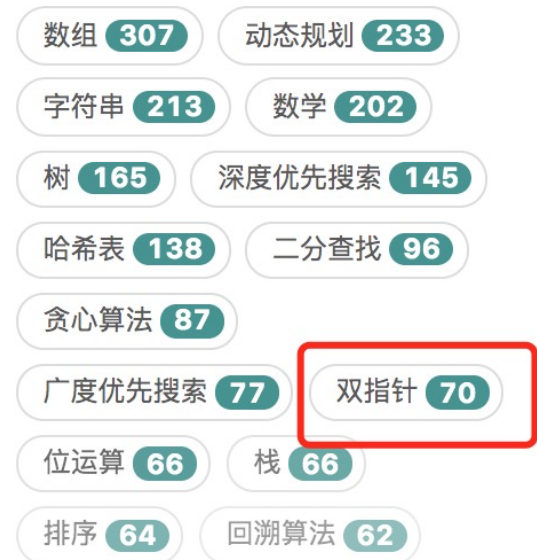 数组 307 动态规划 233
字符串 213 数学 202
树 165 深度优先搜索 145
哈希表 138 二分查找 96
贪心算法 87
广度优先搜索 77 双指针 70
位运算 66 栈 66
排序 64 回溯算法 62